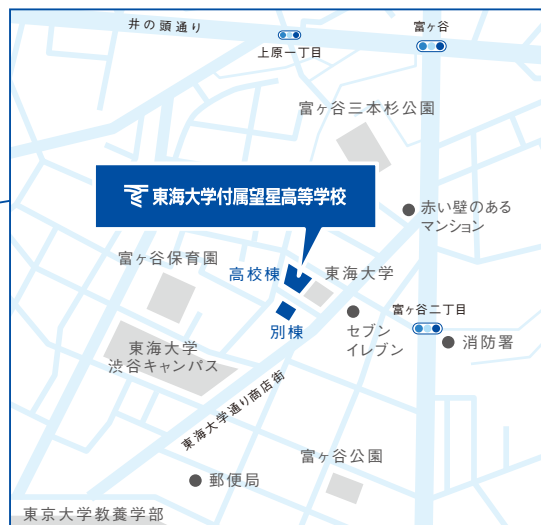 井の頭通り
上原一丁目
富ヶ谷
富ヶ谷三本杉公園
東海大学付属望星高等学校
赤い壁のある
マンション
富ヶ谷保育園
高校棟
東海大学
別棟
セブン
イレブン
富ヶ谷二丁目
消防署
東海大学
渋谷キャンパス
東海大学通り商店街
富ヶ谷公園
郵便局
東京大学教養学部